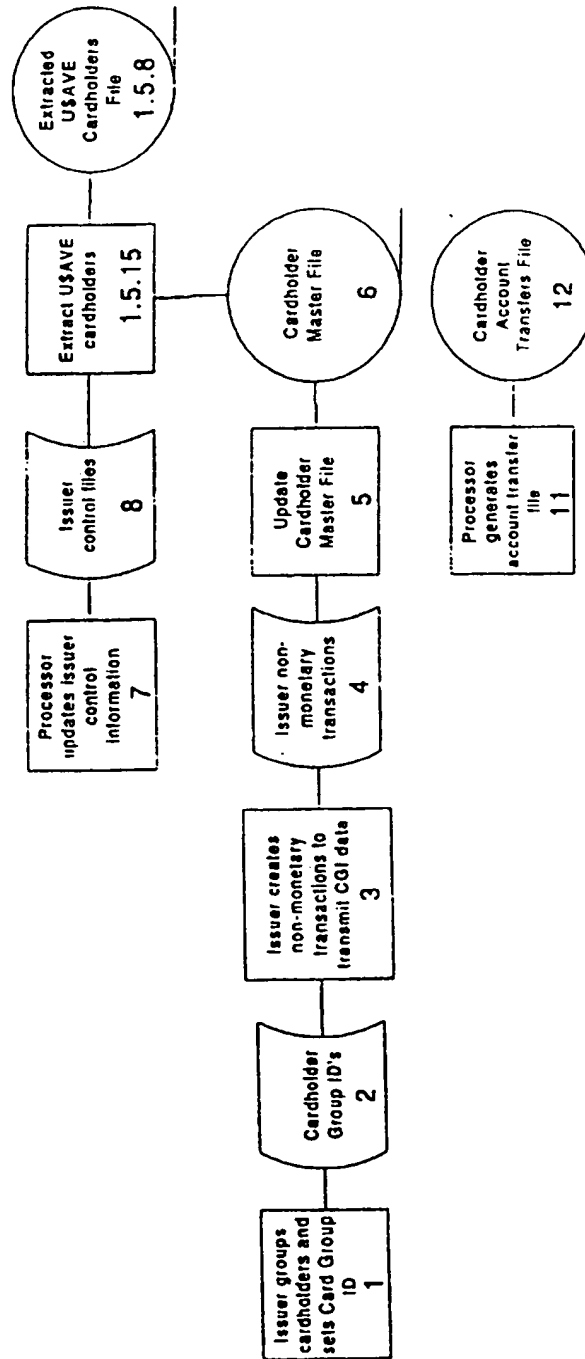 Processor
updates issuer
control
information
7
Issuer
control files
8
Extract U$AVE
cardholders
1.5.15
Extracted
U$AVE
Cardholders
File
1.5.8
Issuer groups
cardholders and
sets Card Group
ID
1
Cardholder
Group ID's
2
Issuer creates
non-monetary
transactions to
transmit CGI data
3
Issuer non-
monetary
transactions
4
Update
Cardholder
Master File
5
Cardholder
Master File
6
Processor
generates
account transfer
file
11
Cardholder
Account
Transfers File
12